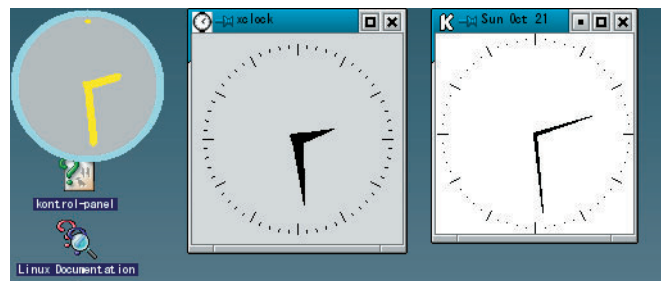 xclock
K Sun Oct 21
kontrol-panel
Linux Documentation